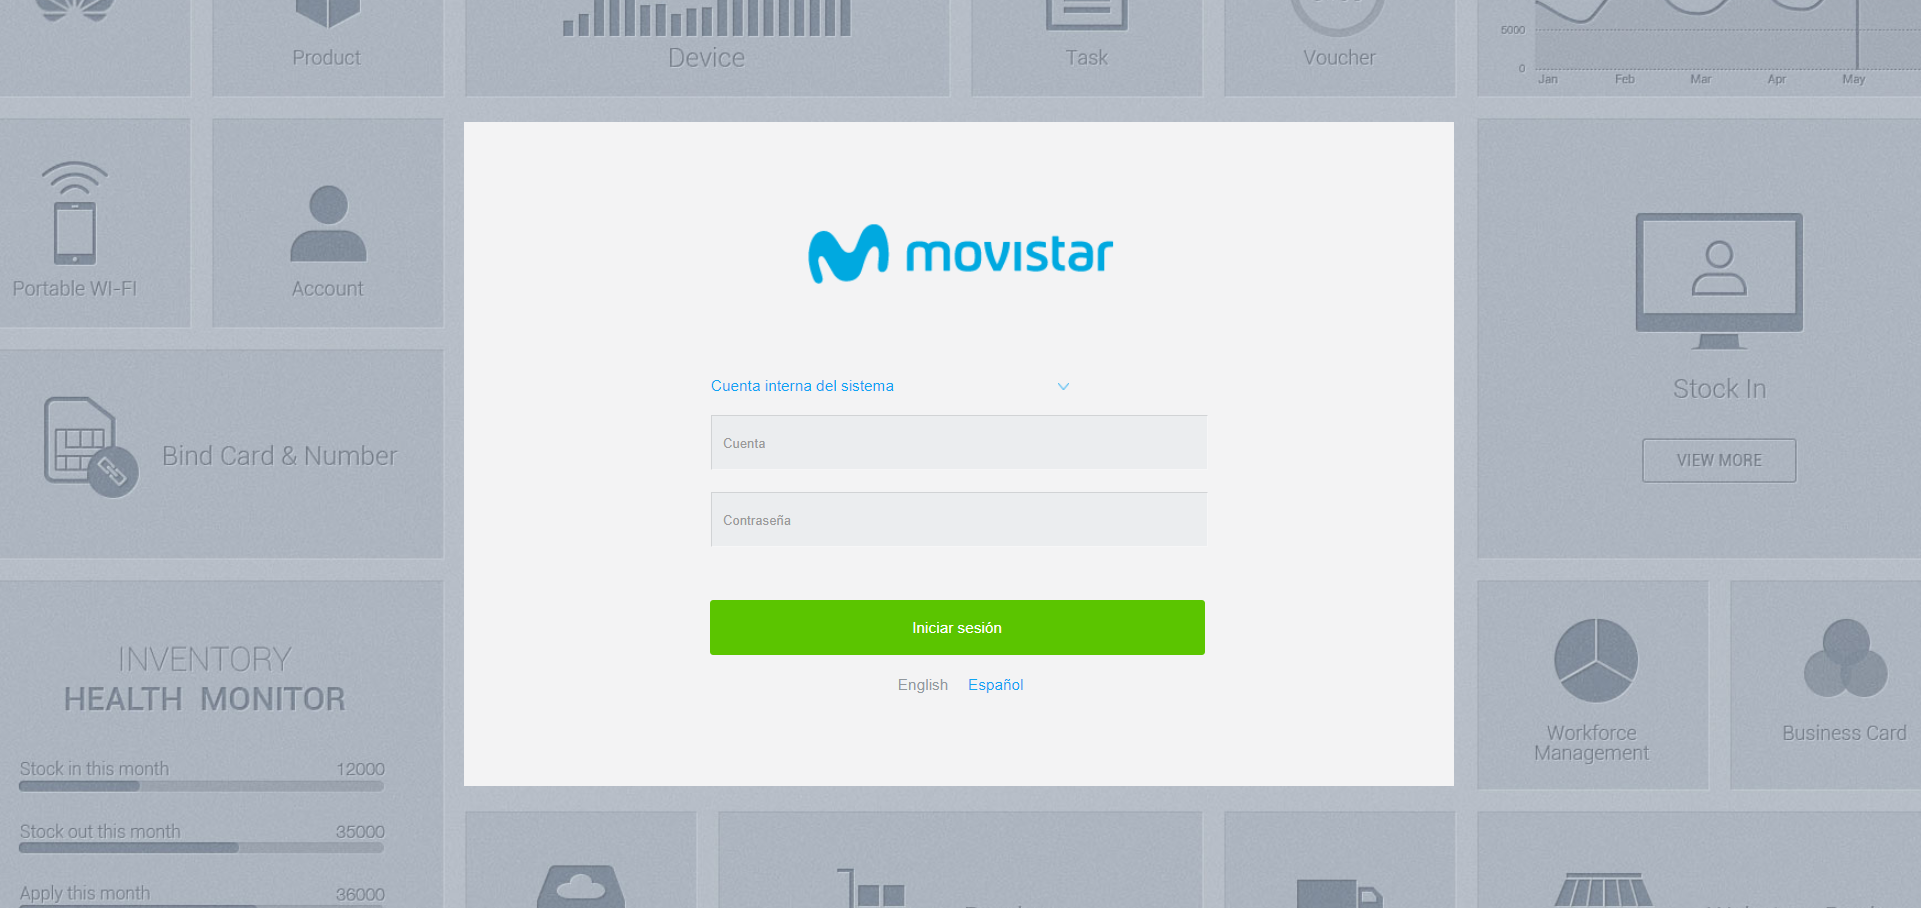 Product
Device
Task
Voucher
5000
0
Jan Feb Mar Apr May
Portable WI-FI
Account
movistar
Stock In
VIEW MORE
Cuenta interna del sistema
Cuenta
Contraseña
Bind Card & Number
Iniciar sesión
English Español
INVENTORY
HEALTH MONITOR
Stock in this month 12000
Stock out this month 35000
Apply this month 36000
Workforce
Management
Business Card